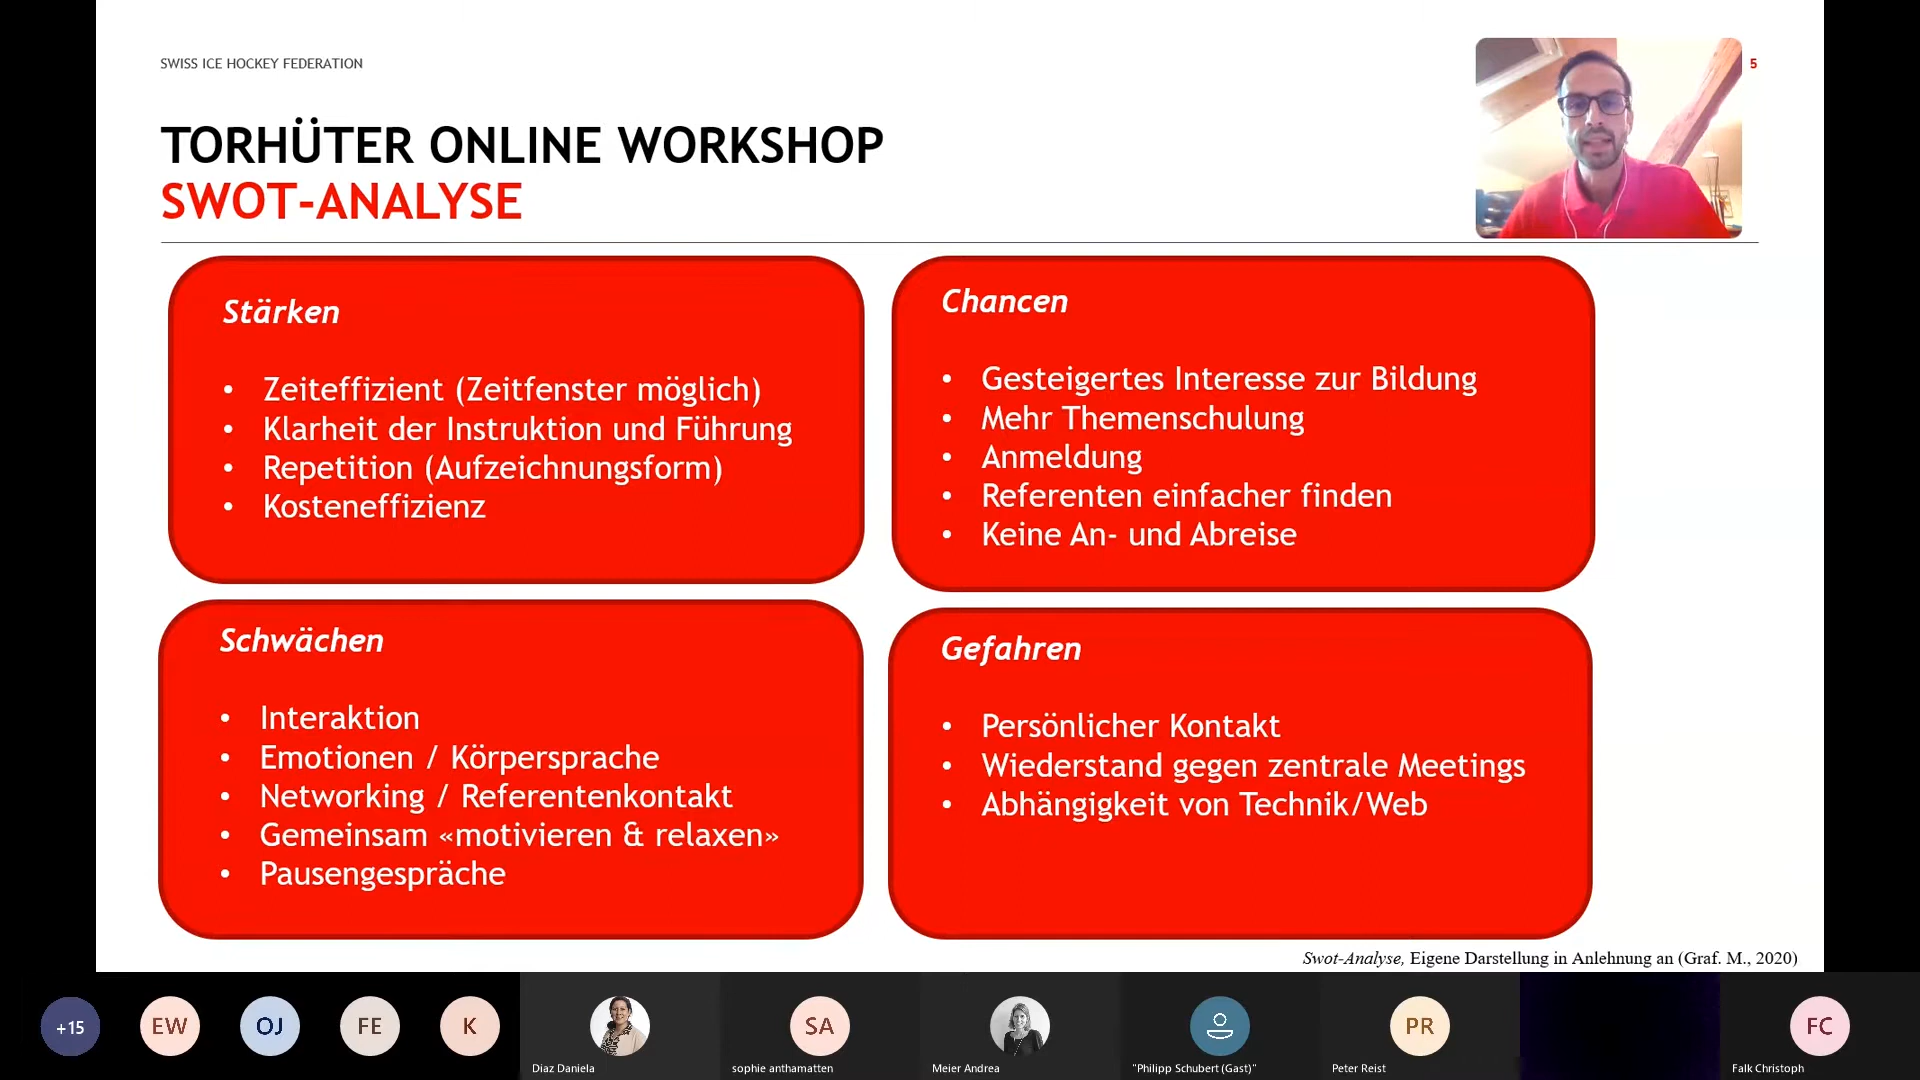 SWISS ICE HOCKEY FEDERATION
5
TORHÜTER ONLINE WORKSHOP
SWOT-ANALYSE
Stärken
• Zeiteffizient (Zeitfenster möglich)
• Klarheit der Instruktion und Führung
• Repetition (Aufzeichnungsform)
• Kosteneffizienz
Chancen
• Gesteigertes Interesse zur Bildung
• Mehr Themenschulung
• Anmeldung
• Referenten einfacher finden
• Keine An- und Abreise
Schwächen
• Interaktion
• Emotionen / Körpersprache
• Networking / Referentenkontakt
• Gemeinsam «motivieren & relaxen»
• Pausengespräche
Gefahren
• Persönlicher Kontakt
• Wiederstand gegen zentrale Meetings
• Abhängigkeit von Technik/Web
Swot-Analyse, Eigene Darstellung in Anlehnung an (Graf. M., 2020)
+15
EW
OJ
FE
K
Diaz Daniela
SA
sophie anthamatten
Meier Andrea
"Philipp Schubert (Gast)"
PR
Peter Reist
FC
Falk Christoph